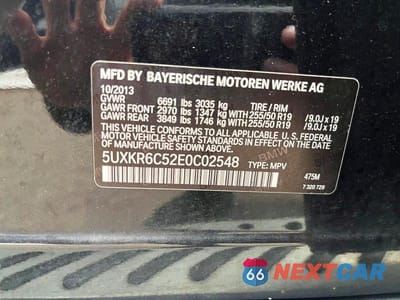 MFD BY BAYERISCHE MOTOREN WERKE AG
10/2013
GVWR 6691 lbs 3035 kg TIRE / RIM
GAWR FRONT 2970 lbs 1347 kg WITH 255/50 R19 /9.0J x 19
GAWR REAR 3849 lbs 1746 kg WITH 255/50 R19 /9.0J x 19
THIS VEHICLE CONFORMS TO ALL APPLICABLE
U.S. FEDERAL MOTOR VEHICLE SAFETY
STANDARDS IN EFFECT ON THE DATE OF
MANUFACTURE SHOWN ABOVE.
BMW
5UXKR6C52E0C02548 TYPE: MPV 475M
7 320 729
66 NEXTCAR